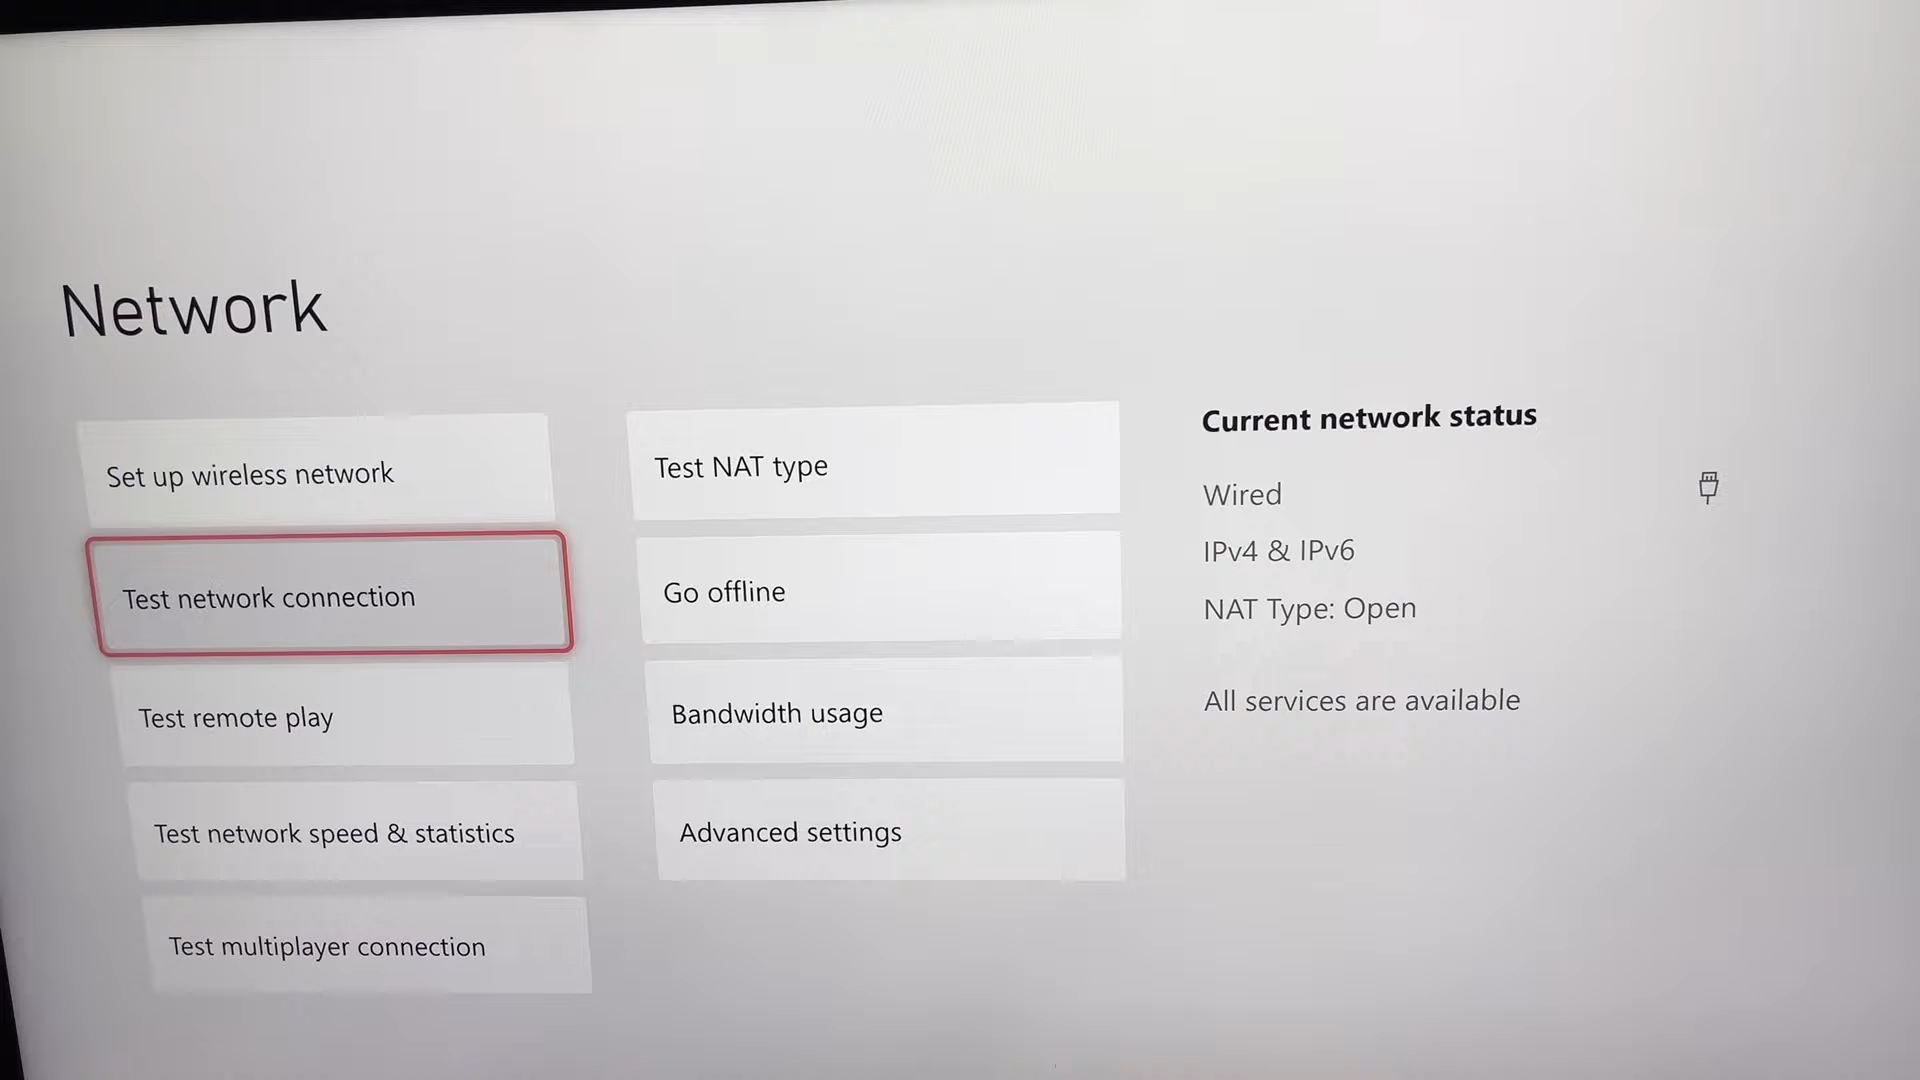 Network
Set up wireless network
Test network connection
Test remote play
Test network speed & statistics
Test multiplayer connection
Test NAT type
Go offline
Bandwidth usage
Advanced settings
Current network status
Wired
IPv4 & IPv6
NAT Type: Open
All services are available